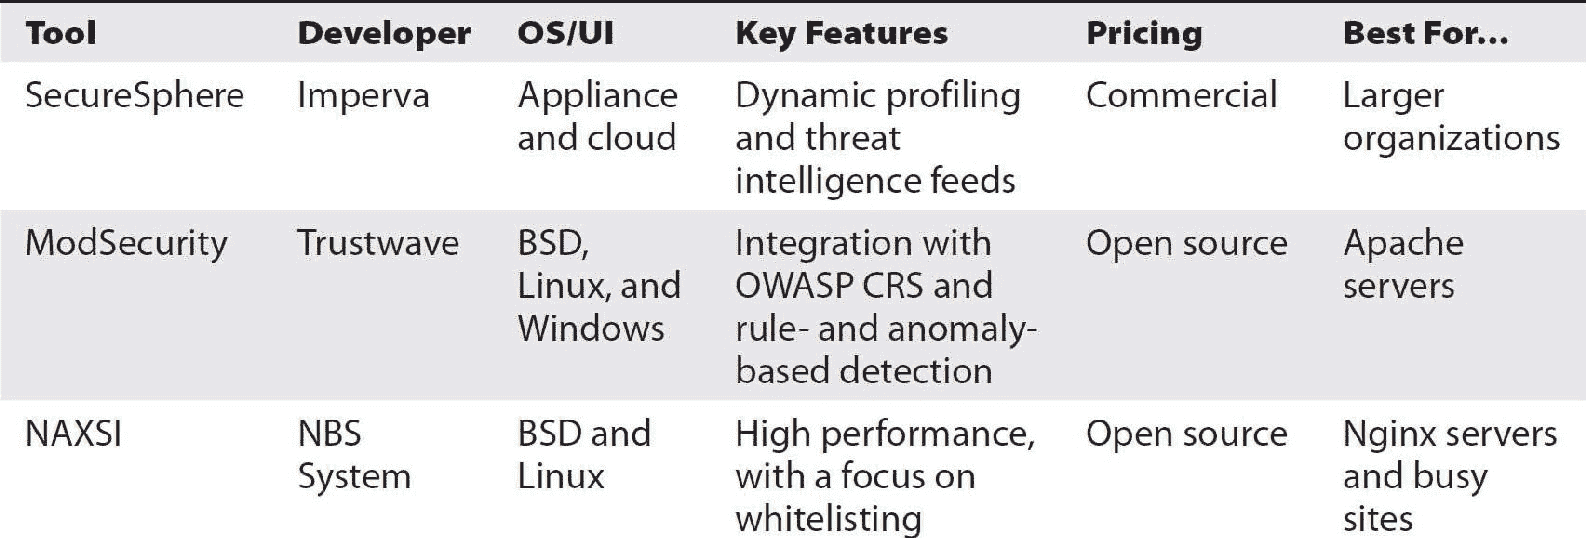 Tool Developer OS/UI Key Features Pricing Best For...
SecureSphere Imperva Appliance Dynamic profiling Commercial Larger
and cloud and threat organizations
intelligence feeds
ModSecurity Trustwave BSD, Integration with Open source Apache
Linux, and OWASP CRS and servers
Windows rule- and anomaly-
based detection
NAXSI NBS BSD and High performance, Open source Nginx servers
System Linux with a focus on and busy
whitelisting sites